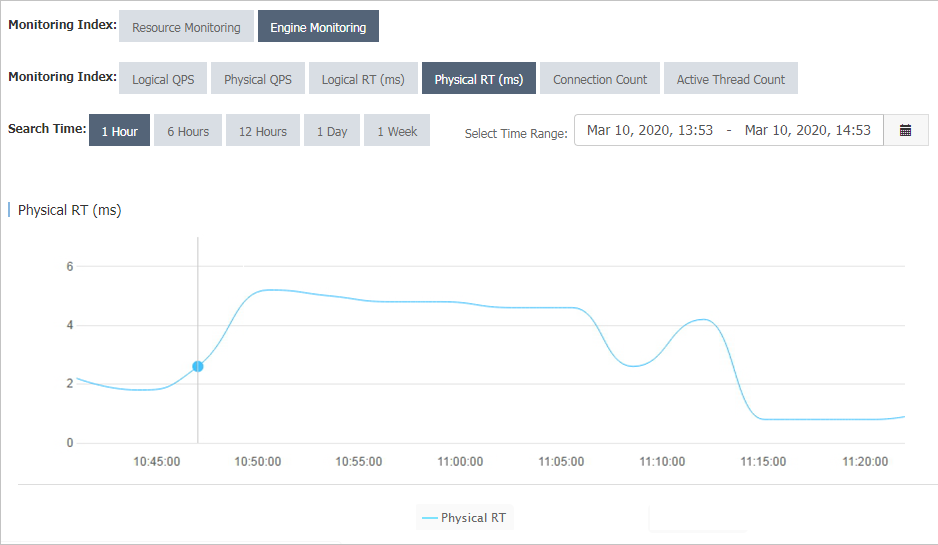 Monitoring Index: Resource Monitoring Engine Monitoring
Monitoring Index: Logical QPS Physical QPS Logical RT (ms) Physical RT (ms) Connection Count Active Thread Count
Search Time: 1 Hour 6 Hours 12 Hours 1 Day 1 Week Select Time Range: Mar 10, 2020, 13:53 - Mar 10, 2020, 14:53
Physical RT (ms)
6
4
2
0
10:45:00 10:50:00 10:55:00 11:00:00 11:05:00 11:10:00 11:15:00 11:20:00
Physical RT